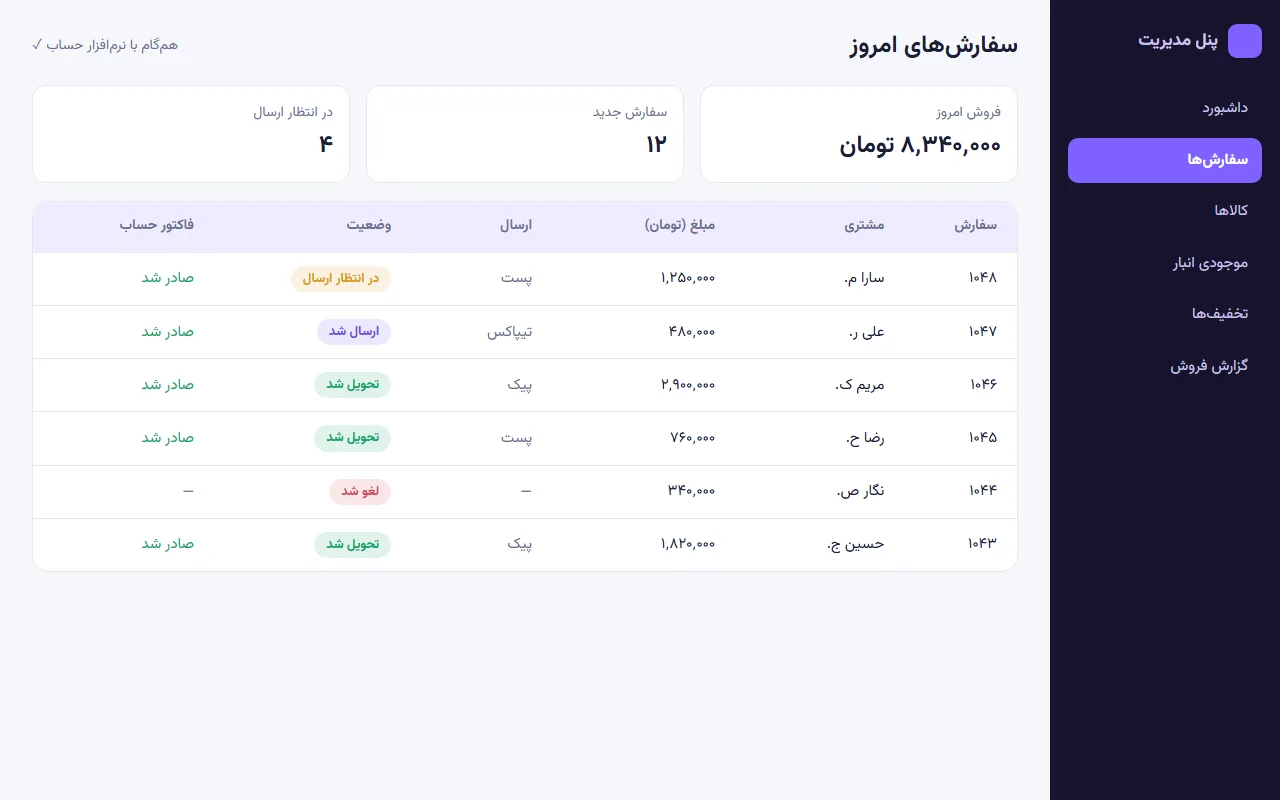 پنل مدیریت
داشبورد
سفارش‌ها
کالاها
موجودی انبار
تخفیف‌ها
گزارش فروش
سفارش‌های امروز
هم‌گام با نرم‌افزار حساب ✓
فروش امروز
۸,۳۴۰,۰۰۰ تومان
سفارش جدید
۱۲
در انتظار ارسال
۴
سفارش مشتری مبلغ (تومان) ارسال وضعیت فاکتور حساب
۱۰۴۸ سارا م. ۱,۲۵۰,۰۰۰ پست در انتظار ارسال صادر شد
۱۰۴۷ علی ر. ۴۸۰,۰۰۰ تیپاکس ارسال شد صادر شد
۱۰۴۶ مریم ک. ۲,۹۰۰,۰۰۰ پیک تحویل شد صادر شد
۱۰۴۵ رضا ح. ۷۶۰,۰۰۰ پست تحویل شد صادر شد
۱۰۴۴ نگار ص. ۳۴۰,۰۰۰ — لغو شد —
۱۰۴۳ حسین ج. ۱,۸۲۰,۰۰۰ پیک تحویل شد صادر شد